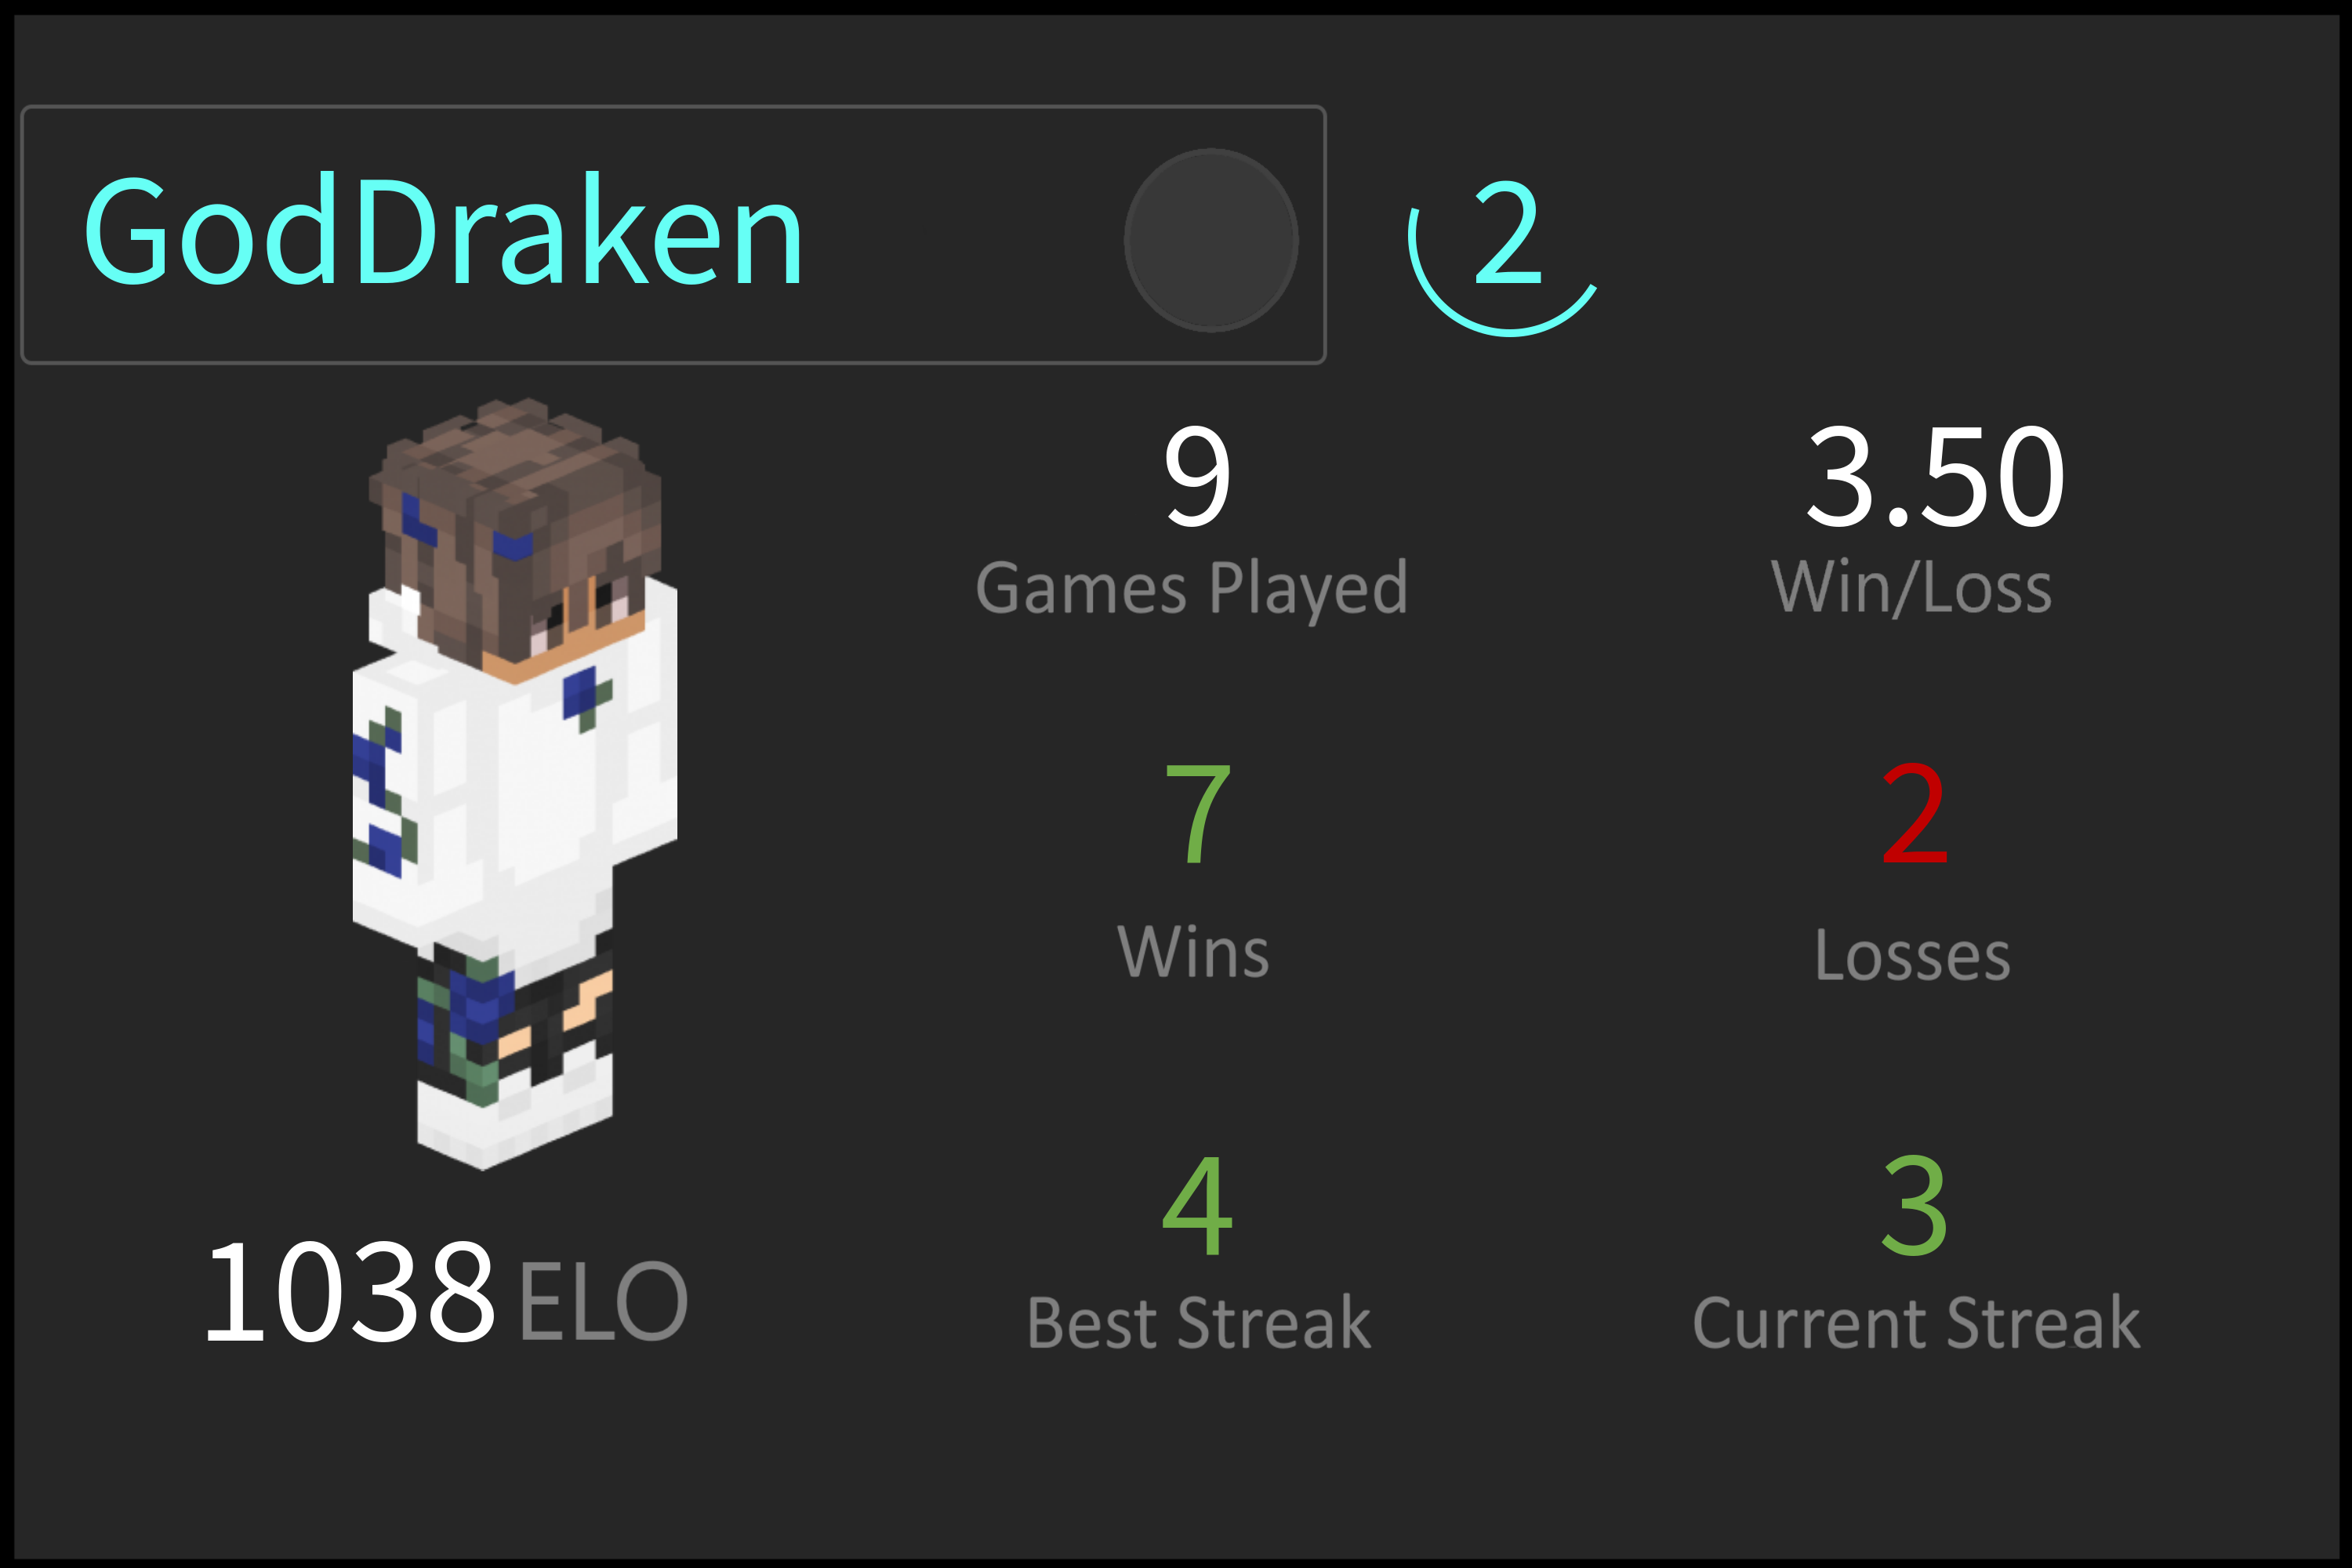 GodDraken
2
9
3.50
Games Played
Win/Loss
7
2
Wins
Losses
4
3
1038 ELO
Best Streak
Current Streak